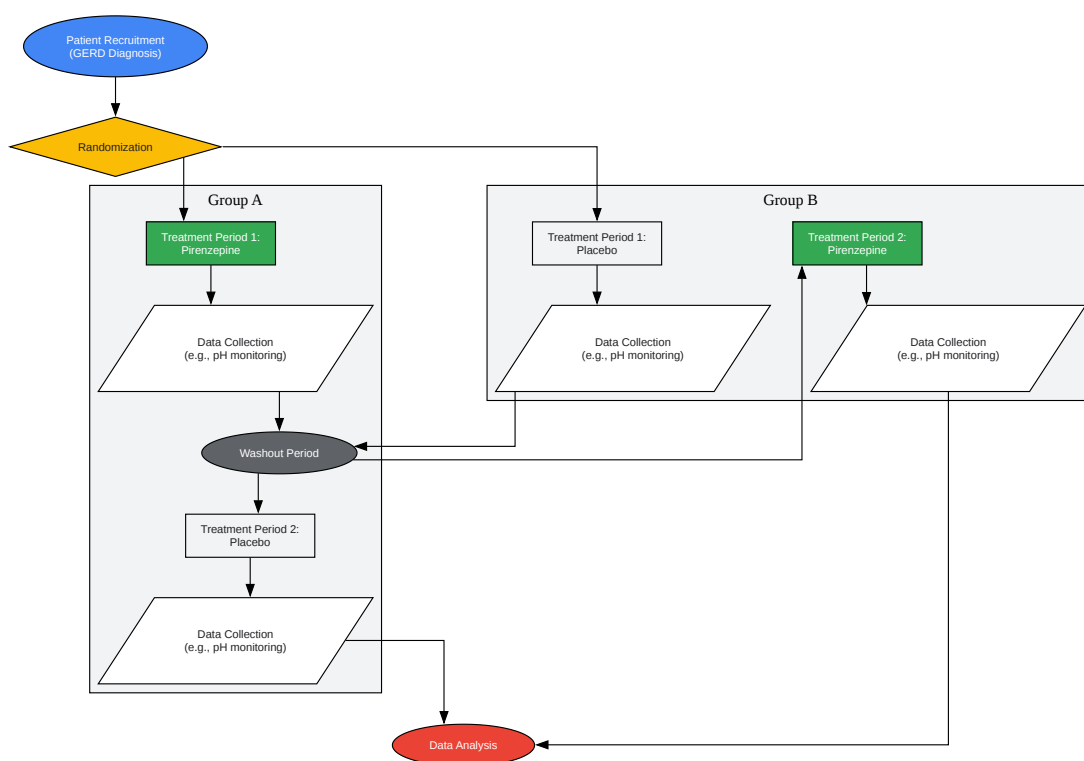 Patient Recruitment
(GERD Diagnosis)
Randomization
Group A
Treatment Period 1:
Pirenzepine
Data Collection
(e.g., pH monitoring)
Washout Period
Treatment Period 2:
Placebo
Data Collection
(e.g., pH monitoring)
Group B
Treatment Period 1:
Placebo
Data Collection
(e.g., pH monitoring)
Treatment Period 2:
Pirenzepine
Data Collection
(e.g., pH monitoring)
Data Analysis